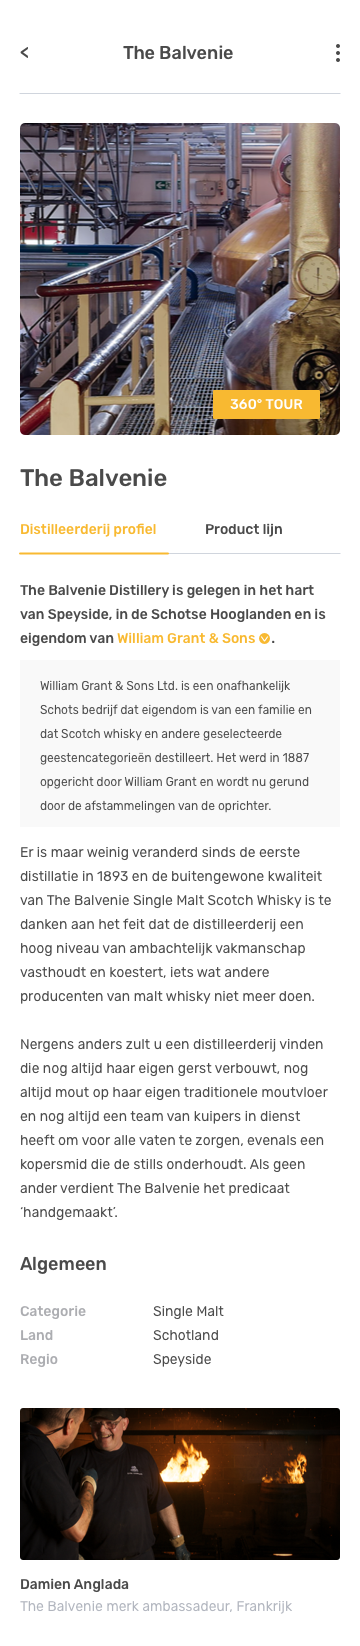 <
The Balvenie
360° TOUR
The Balvenie
Distilleerderij profiel
Product lijn
The Balvenie Distillery is gelegen in het hart
van Speyside, in de Schotse Hooglanden en is
eigendom van William Grant & Sons.
William Grant & Sons Ltd. is een onafhankelijk
Schots bedrijf dat eigendom is van een familie en
dat Scotch whisky en andere geselecteerde
geestencategorieën destilleert. Het werd in 1887
opgericht door William Grant en wordt nu gerund
door de afstammelingen van de oprichter.
Er is maar weinig veranderd sinds de eerste
distillatie in 1893 en de buitengewone kwaliteit
van The Balvenie Single Malt Scotch Whisky is te
danken aan het feit dat de distilleerderij een
hoog niveau van ambachtelijk vakmanschap
vasthoudt en koestert, iets wat andere
producenten van malt whisky niet meer doen.
Nergens anders zult u een distilleerderij vinden
die nog altijd haar eigen gerst verbouwt, nog
altijd mout op haar eigen traditionele moutvloer
en nog altijd een team van kuipers in dienst
heeft om voor alle vaten te zorgen, evenals een
kopersmid die de stills onderhoudt. Als geen
ander verdient The Balvenie het predicaat
‘handgemaakt’.
Algemeen
Categorie Single Malt
Land Schotland
Regio Speyside
Damien Anglada
The Balvenie merk ambassadeur, Frankrijk